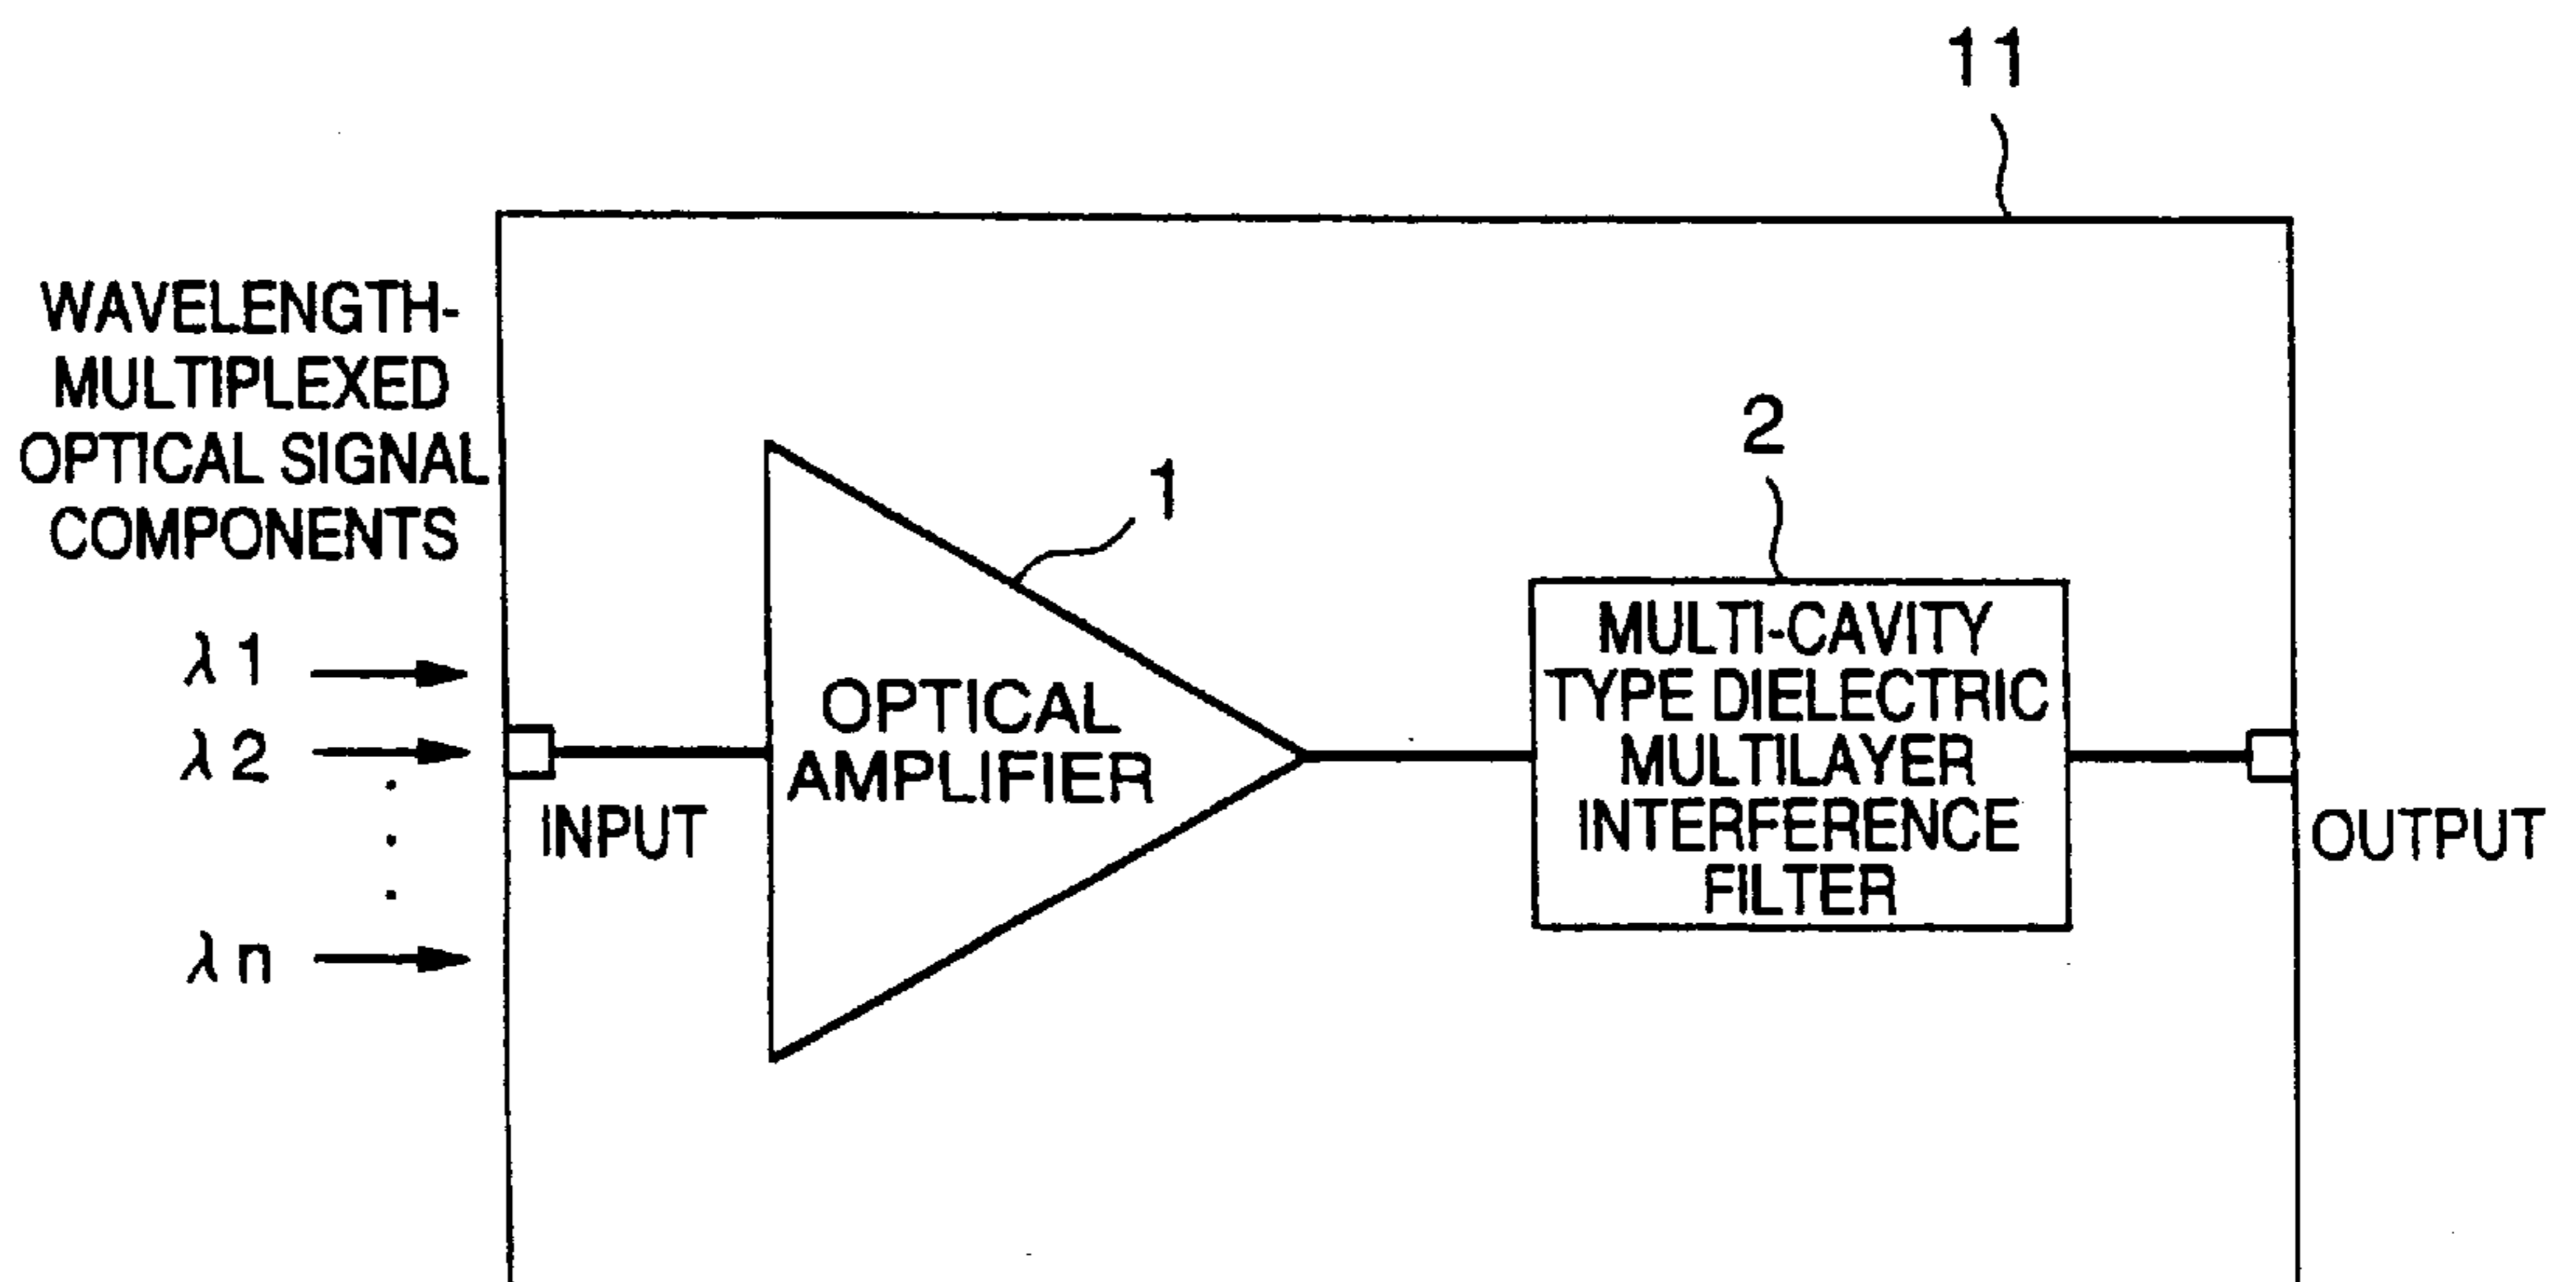 11
WAVELENGTH-
MULTIPLEXED
OPTICAL SIGNAL
COMPONENTS
λ1
λ2
λn
INPUT
1
OPTICAL
AMPLIFIER
2
MULTI-CAVITY
TYPE DIELECTRIC
MULTILAYER
INTERFERENCE
FILTER
OUTPUT